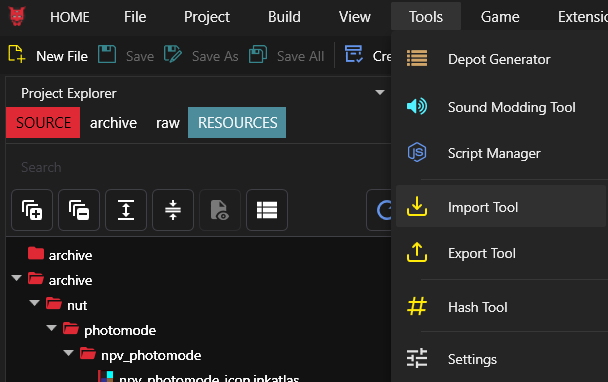 HOME File Project Build View Tools Game Extensio
New File Save Save As Save All Cre
Project Explorer
SOURCE archive raw RESOURCES
Search
archive
archive
nut
photomode
npv_photomode
npv_photomode_icon.inkatlas
Depot Generator
Sound Modding Tool
JS Script Manager
Import Tool
Export Tool
Hash Tool
Settings